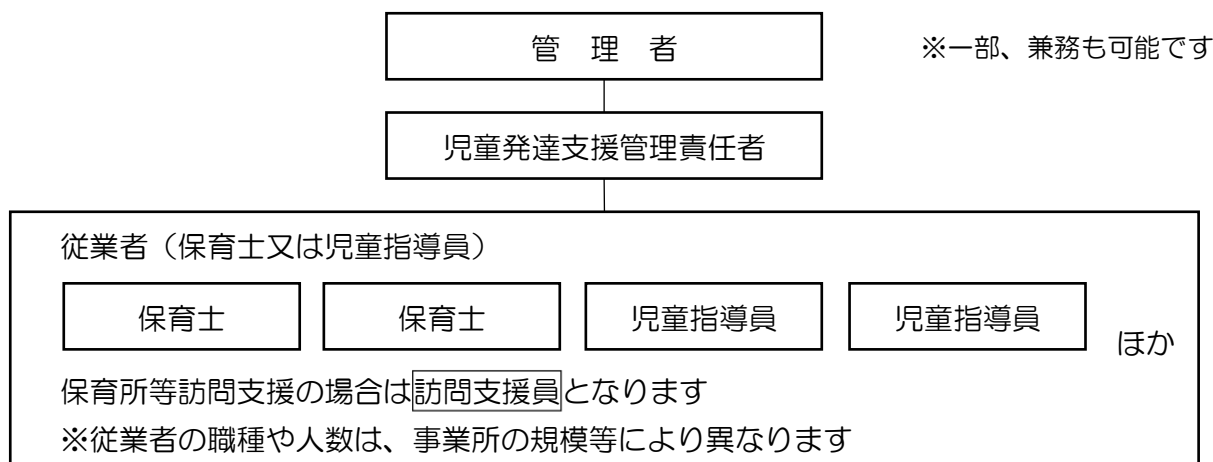 管　理　者
※一部、兼務も可能です
児童発達支援管理責任者
従業者（保育士又は児童指導員）
保育士　保育士　児童指導員　児童指導員　ほか
保育所等訪問支援の場合は訪問支援員となります
※従業者の職種や人数は、事業所の規模等により異なります